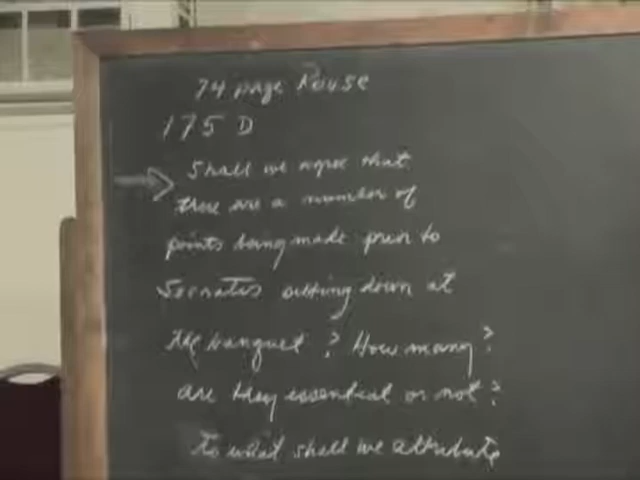 74 page Rouse
175 D
Shall we agree that
there are a number of
points being made prior to
Socrates sitting down at
the banquet? How many?
are they essential or not?
To what shall we attribute